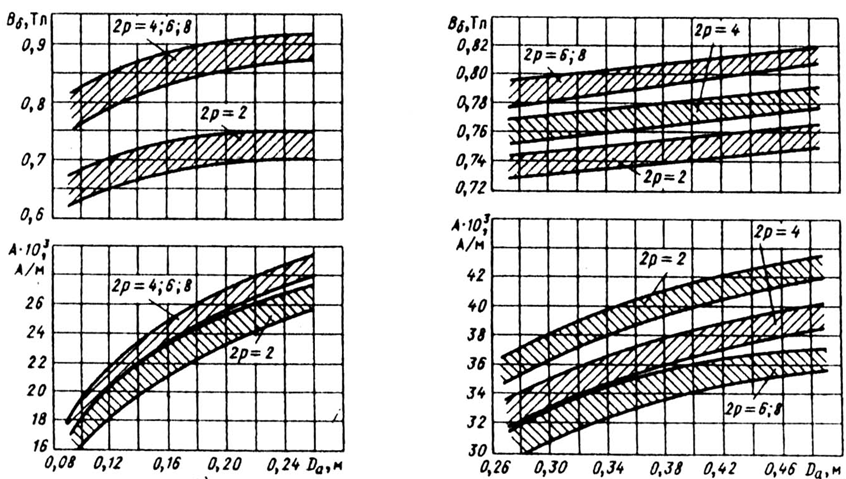 Bδ,Тл
0,9
0,8
0,7
0,6
2p=4;6;8
2p=2
A·10³,
А/м
26
24
22
20
18
16
2p=4;6;8
2p=2
0,08 0,12 0,16 0,20 0,24 Da,м
Bδ,Тл
0,82
0,80
0,78
0,76
0,74
0,72
2p=4
2p=6;8
2p=2
A·10³,
А/м
42
40
38
36
34
32
30
2p=4
2p=2
2p=6;8
0,26 0,30 0,34 0,38 0,42 0,46 Da,м